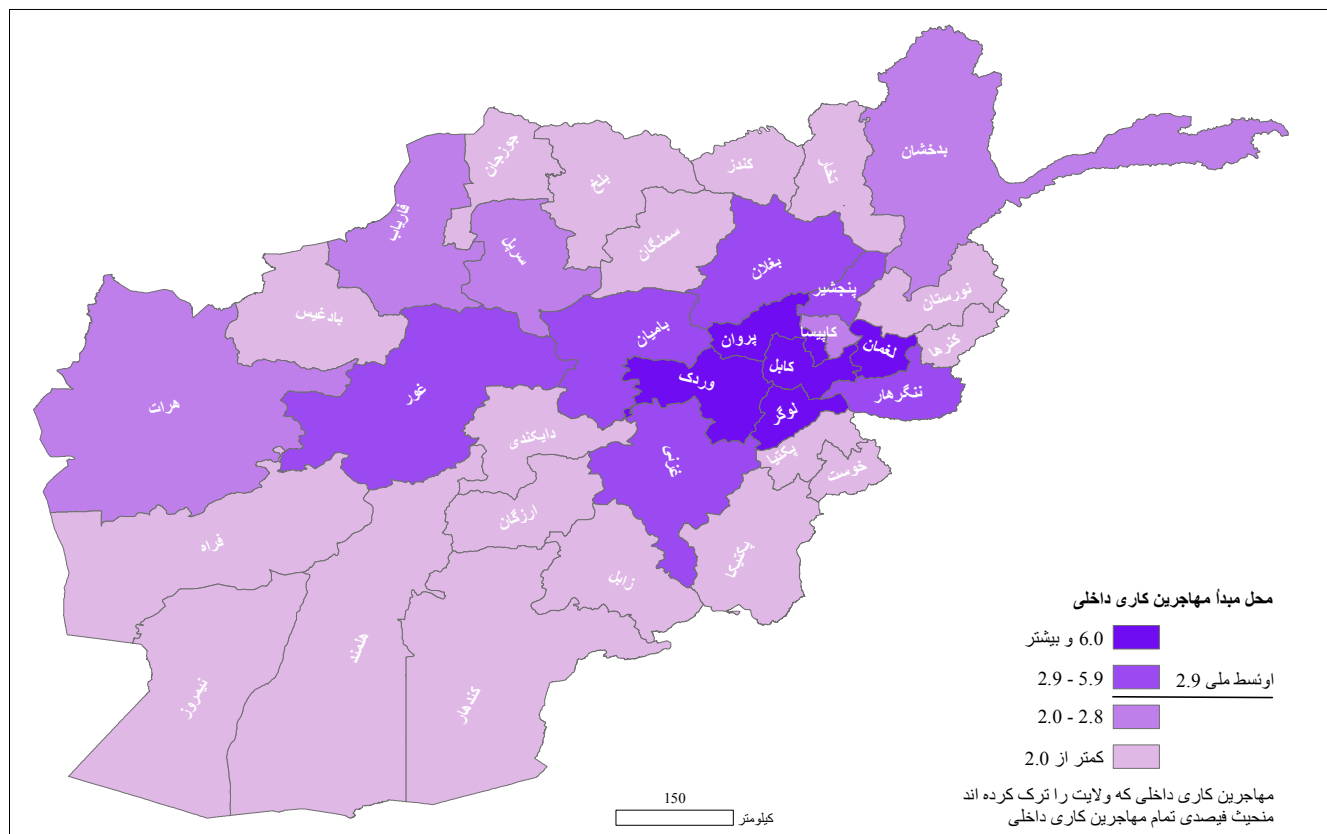 جوزجان
بلخ
کندز
تخار
بدخشان
فاریاب
سرپل
سمنگان
بغلان
پنجشیر
نورستان
بادغیس
بامیان
پروان
کاپیسا
لغمان
کنرها
هرات
غور
وردک
کابل
ننگرهار
لوگر
دایکندی
غزنی
پکتیا
خوست
ارزگان
فراه
زابل
پکتیکا
هلمند
نیمروز
کندهار
محل مبدأ مهاجرین کاری داخلی
6.0 و بیشتر
2.9 - 5.9 اوئسط ملی 2.9
2.0 - 2.8
کمتر از 2.0
مهاجرین کاری داخلی که ولایت را ترک کرده اند
منحیث فیصدی تمام مهاجرین کاری داخلی
150
کیلومتر